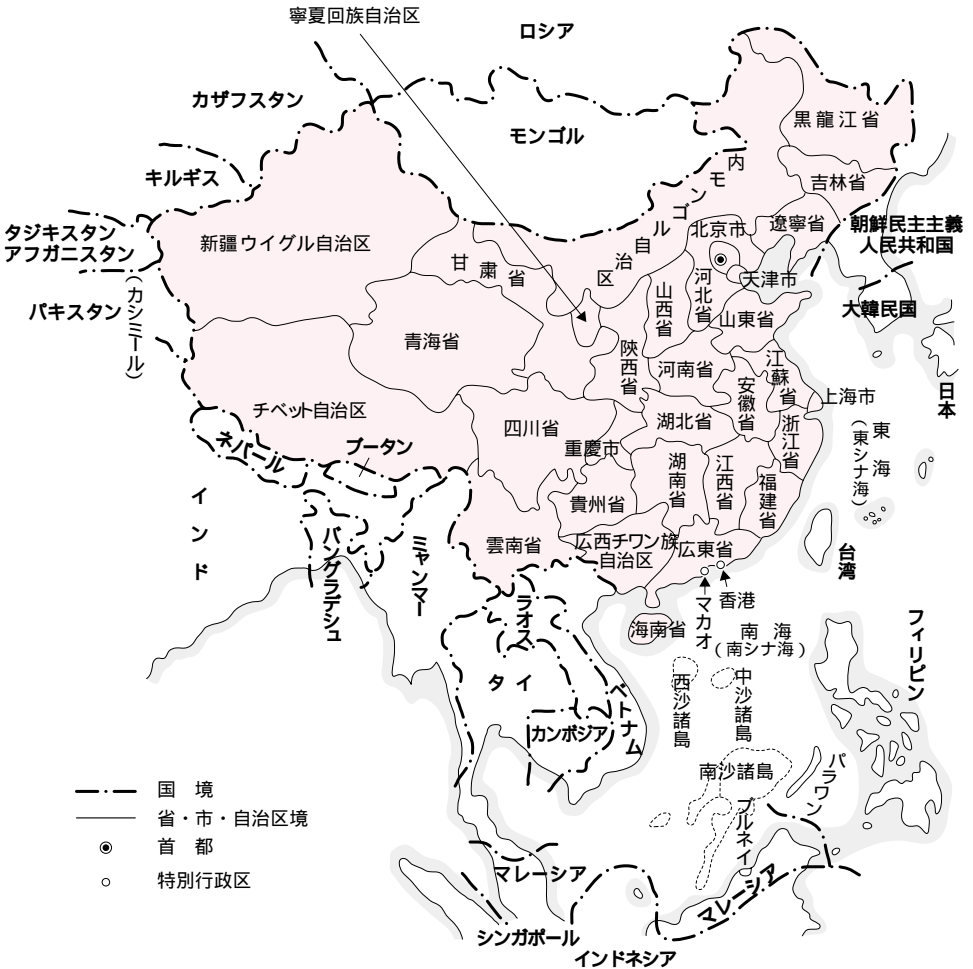 寧夏回族自治区
ロシア
カザフスタン
モンゴル
黒龍江省
内モンゴル自治区
キルギス
吉林省
タジキスタン
アフガニスタン
新疆ウイグル自治区
北京市
遼寧省
朝鮮民主主義
人民共和国
甘粛省
天津市
(カシミール)
パキスタン
河北省
山西省
大韓民国
山東省
青海省
陝西省
河南省
江蘇省
安徽省
日本
上海市
チベット自治区
四川省
湖北省
浙江省
東海
(東シナ海)
ネパール
ブータン
重慶市
湖南省
江西省
福建省
貴州省
インド
バングラデシュ
ミャンマー
雲南省
広西チワン族
自治区
広東省
台湾
香港
マカオ
ラオス
海南省
南海
(南シナ海)
フィリピン
タイ
ベトナム
西沙諸島
中沙諸島
カンボジア
南沙諸島
パラワン
ブルネイ
国境
省・市・自治区境
首都
特別行政区
マレーシア
マレーシア
シンガポール
インドネシア